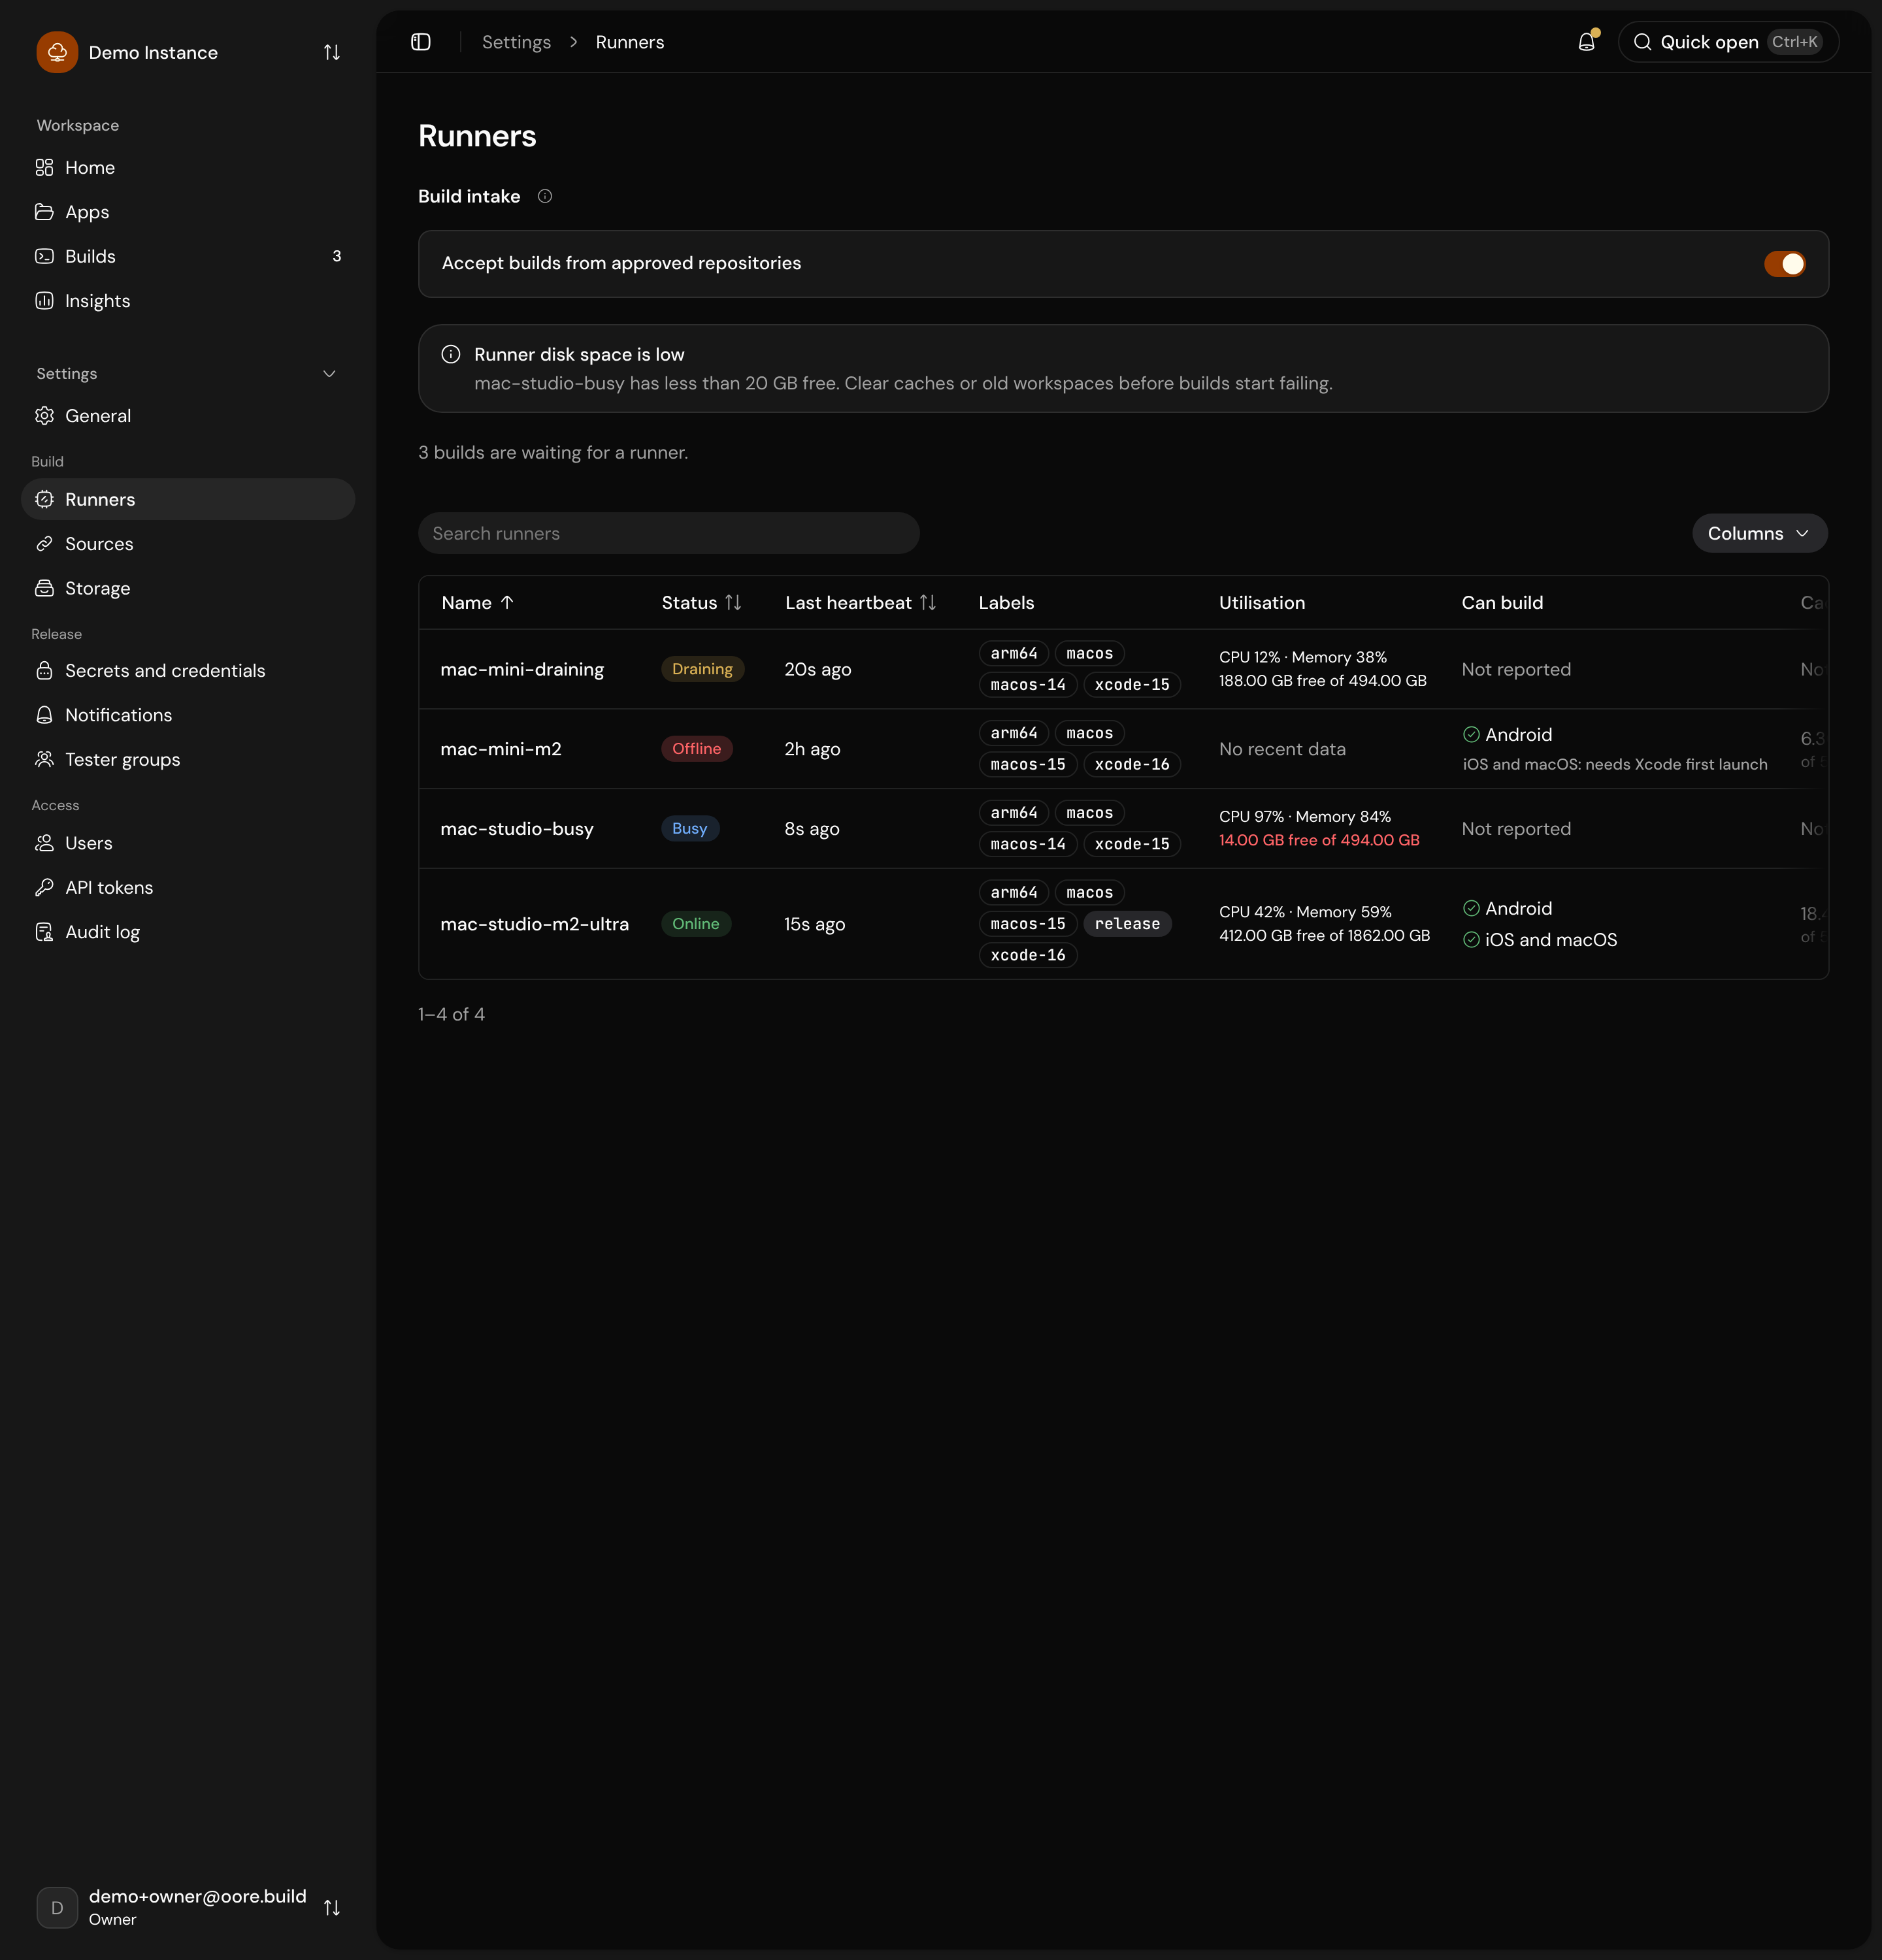 Demo Instance
Workspace
Home
Apps
Builds 3
Insights
Settings
General
Build
Runners
Sources
Storage
Release
Secrets and credentials
Notifications
Tester groups
Access
Users
API tokens
Audit log
D
demo+owner@oore.build
Owner
Settings > Runners
Quick open Ctrl+K
Runners
Build intake
Accept builds from approved repositories
Runner disk space is low
mac-studio-busy has less than 20 GB free. Clear caches or old workspaces before builds start failing.
3 builds are waiting for a runner.
Search runners
Columns
Name Status Last heartbeat Labels Utilisation Can build
mac-mini-draining Draining 20s ago
arm64 macos
macos-14 xcode-15
CPU 12% · Memory 38%
188.00 GB free of 494.00 GB
Not reported
mac-mini-m2 Offline 2h ago
arm64 macos
macos-15 xcode-16
No recent data
Android
iOS and macOS: needs Xcode first launch
mac-studio-busy Busy 8s ago
arm64 macos
macos-14 xcode-15
CPU 97% · Memory 84%
14.00 GB free of 494.00 GB
Not reported
mac-studio-m2-ultra Online 15s ago
arm64 macos
macos-15 release
xcode-16
CPU 42% · Memory 59%
412.00 GB free of 1862.00 GB
Android
iOS and macOS
1–4 of 4